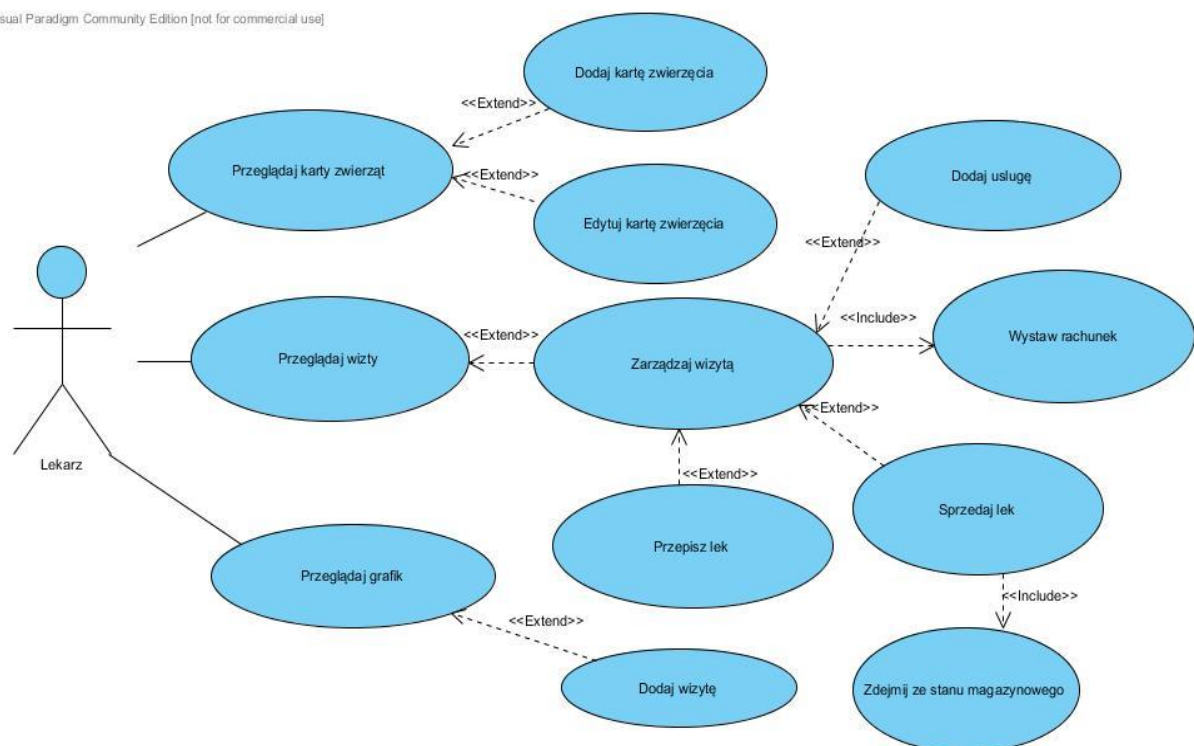 sual Paradigm Community Edition [not for commercial use]
Dodaj kartę zwierzęcia
<<Extend>>
Przeglądaj karty zwierząt
<<Extend>>
Edytuj kartę zwierzęcia
Dodaj uslugę
<<Extend>>
Przeglądaj wizty
<<Extend>>
Zarządzaj wizytą
<<Include>>
Wystaw rachunek
<<Extend>>
Lekarz
<<Extend>>
Przepisz lek
Sprzedaj lek
Przeglądaj grafik
<<Include>>
<<Extend>>
Dodaj wizytę
Zdejmij ze stanu magazynowego